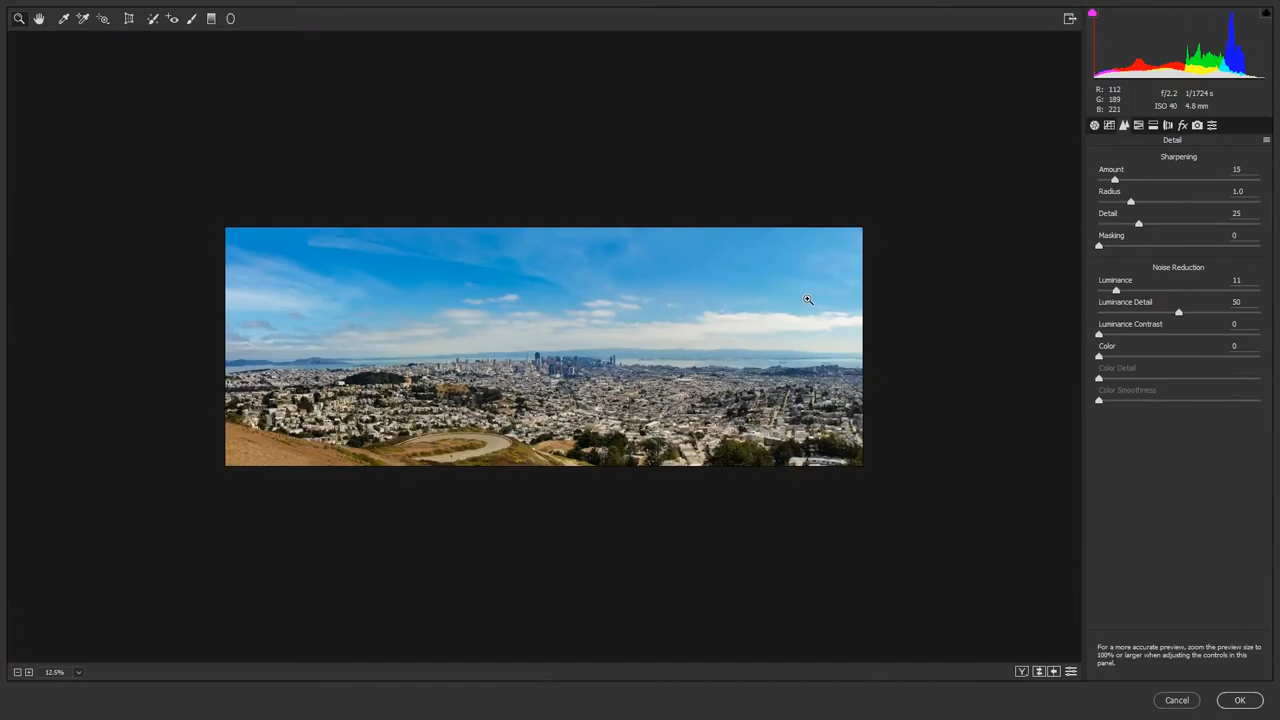 R: 112
G: 189
B: 221
f/2.2 1/1724 s
ISO 40 4.8 mm
fx
Detail
Sharpening
Amount 15
Radius 1.0
Detail 25
Masking 0
Noise Reduction
Luminance 11
Luminance Detail 50
Luminance Contrast 0
Color 0
Color Detail
Color Smoothness
For a more accurate preview, zoom the preview size to
100% or larger when adjusting the controls in this
panel.
12.5%
Y
Cancel OK